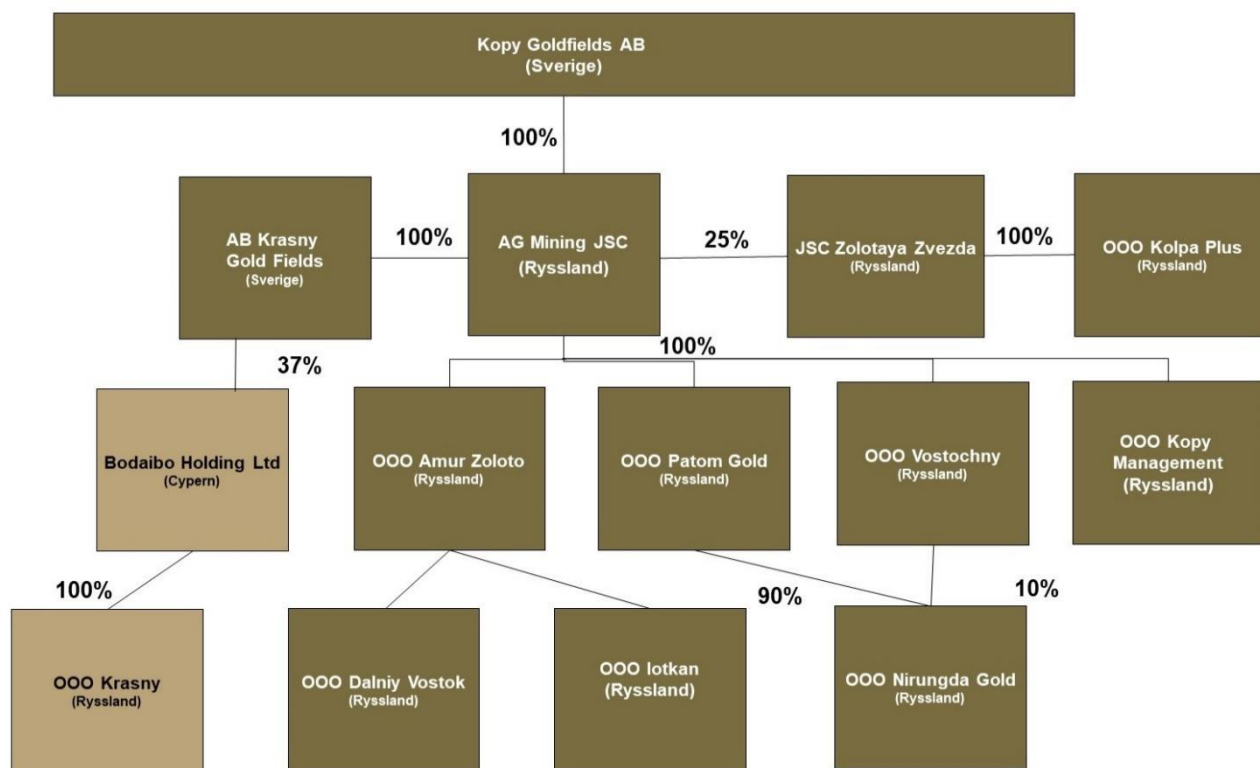 Kopy Goldfields AB
(Sverige)
100%
AB Krasny
Gold Fields
(Sverige)
100%
AG Mining JSC
(Ryssland)
25%
JSC Zolotaya Zvezda
(Ryssland)
100%
OOO Kolpa Plus
(Ryssland)
37%
100%
Bodaibo Holding Ltd
(Cypern)
OOO Amur Zoloto
(Ryssland)
OOO Patom Gold
(Ryssland)
OOO Vostochny
(Ryssland)
OOO Kopy
Management
(Ryssland)
100%
90%
10%
OOO Krasny
(Ryssland)
OOO Dalniy Vostok
(Ryssland)
OOO Iotkan
(Ryssland)
OOO Nirungda Gold
(Ryssland)